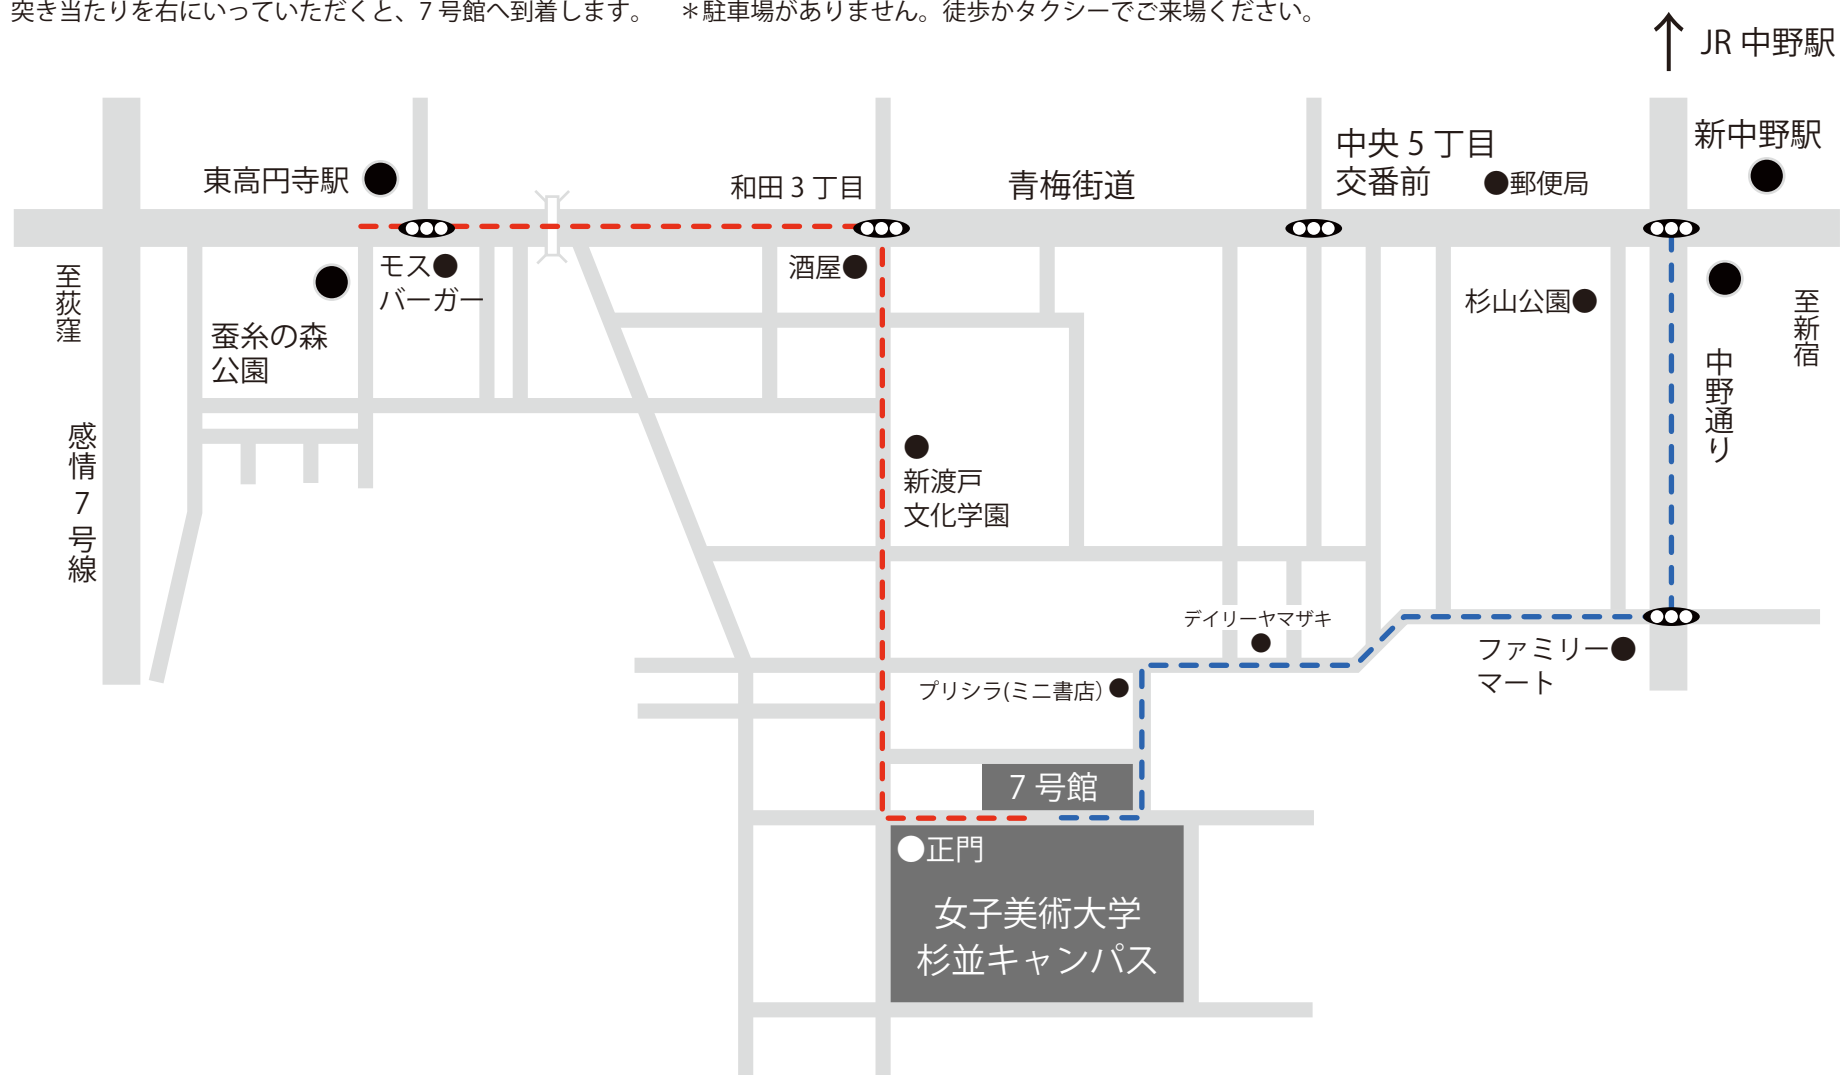 突き当たりを右にいっていただくと、7 号館へ到着します。　＊駐車場がありません。徒歩かタクシーでご来場ください。
JR 中野駅
新中野駅
中央 5 丁目
交番前
郵便局
青梅街道
和田 3 丁目
東高円寺駅
至荻窪
モス
バーガー
酒屋
杉山公園
至新宿
蚕糸の森
公園
中野通り
感情7号線
新渡戸
文化学園
デイリーヤマザキ
ファミリー
マート
プリシラ(ミニ書店）
7 号館
正門
女子美術大学
杉並キャンパス